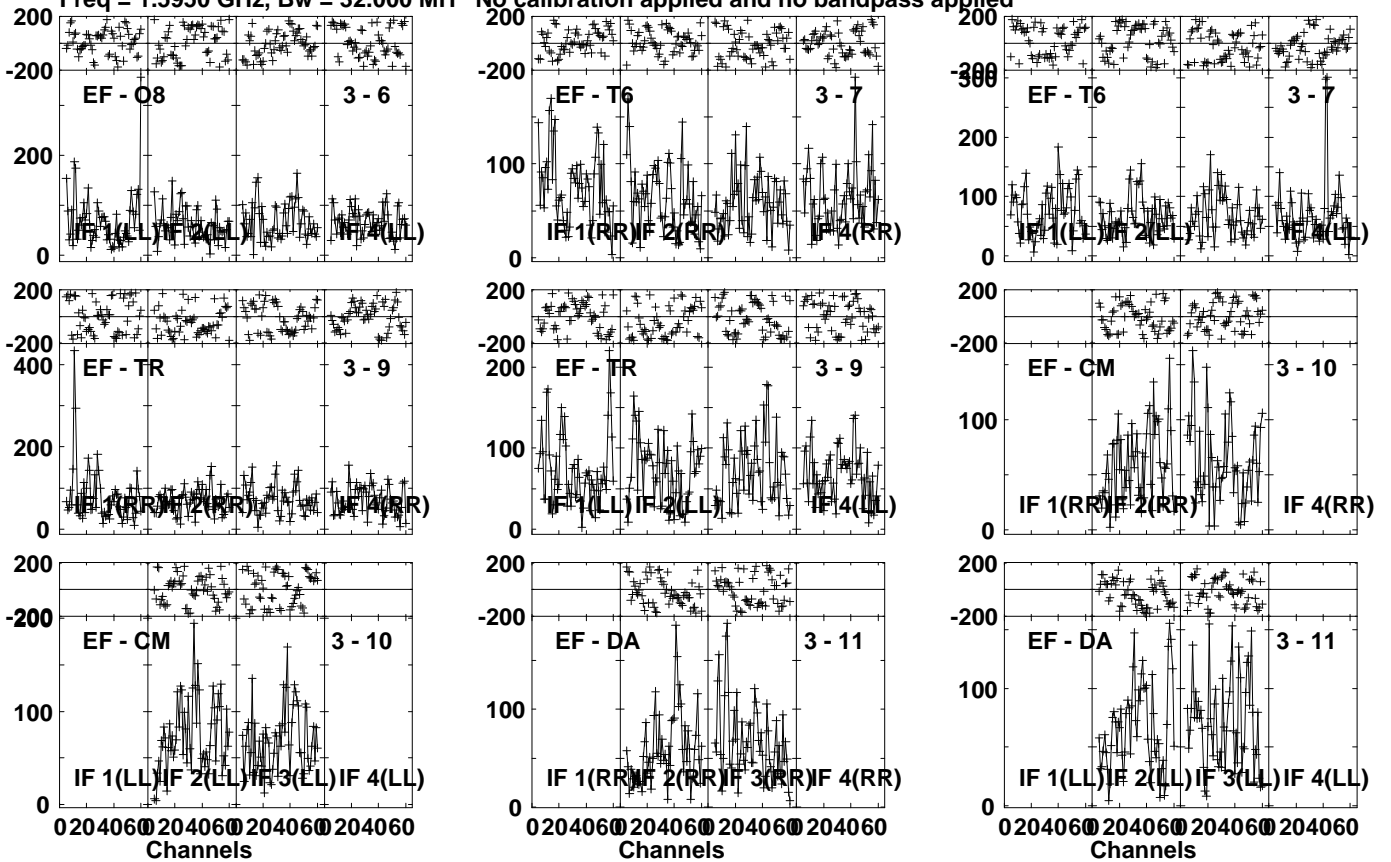 Freq = 1.5950 GHz, Bw = 32.000 MH No calibration applied and no bandpass applied
200
-200
EF - O8 3 - 6
200
0
IF 1(LL) IF 2(LL) IF 4(LL)
200
-200
EF - T6 3 - 7
100
0
IF 1(RR) IF 2(RR) IF 4(RR)
200
-200
300
EF - T6 3 - 7
200
100
0
IF 1(LL) IF 2(LL) IF 4(LL)
200
-200
400
EF - TR 3 - 9
200
0
IF 1(RR) IF 2(RR) IF 4(RR)
200
-200
200
EF - TR 3 - 9
100
0
IF 1(LL) IF 2(LL) IF 4(LL)
200
-200
EF - CM 3 - 10
100
0
IF 1(RR) IF 2(RR) IF 4(RR)
200
-200
200
EF - CM 3 - 10
100
0
IF 1(LL) IF 2(LL) IF 3(LL) IF 4(LL)
0 20 40 60 0 20 40 60 0 20 40 60 0 20 40 60
Channels
200
-200
EF - DA 3 - 11
100
0
IF 1(RR) IF 2(RR) IF 3(RR) IF 4(RR)
0 20 40 60 0 20 40 60 0 20 40 60 0 20 40 60
Channels
200
-200
EF - DA 3 - 11
100
0
IF 1(LL) IF 2(LL) IF 3(LL) IF 4(LL)
0 20 40 60 0 20 40 60 0 20 40 60 0 20 40 60
Channels